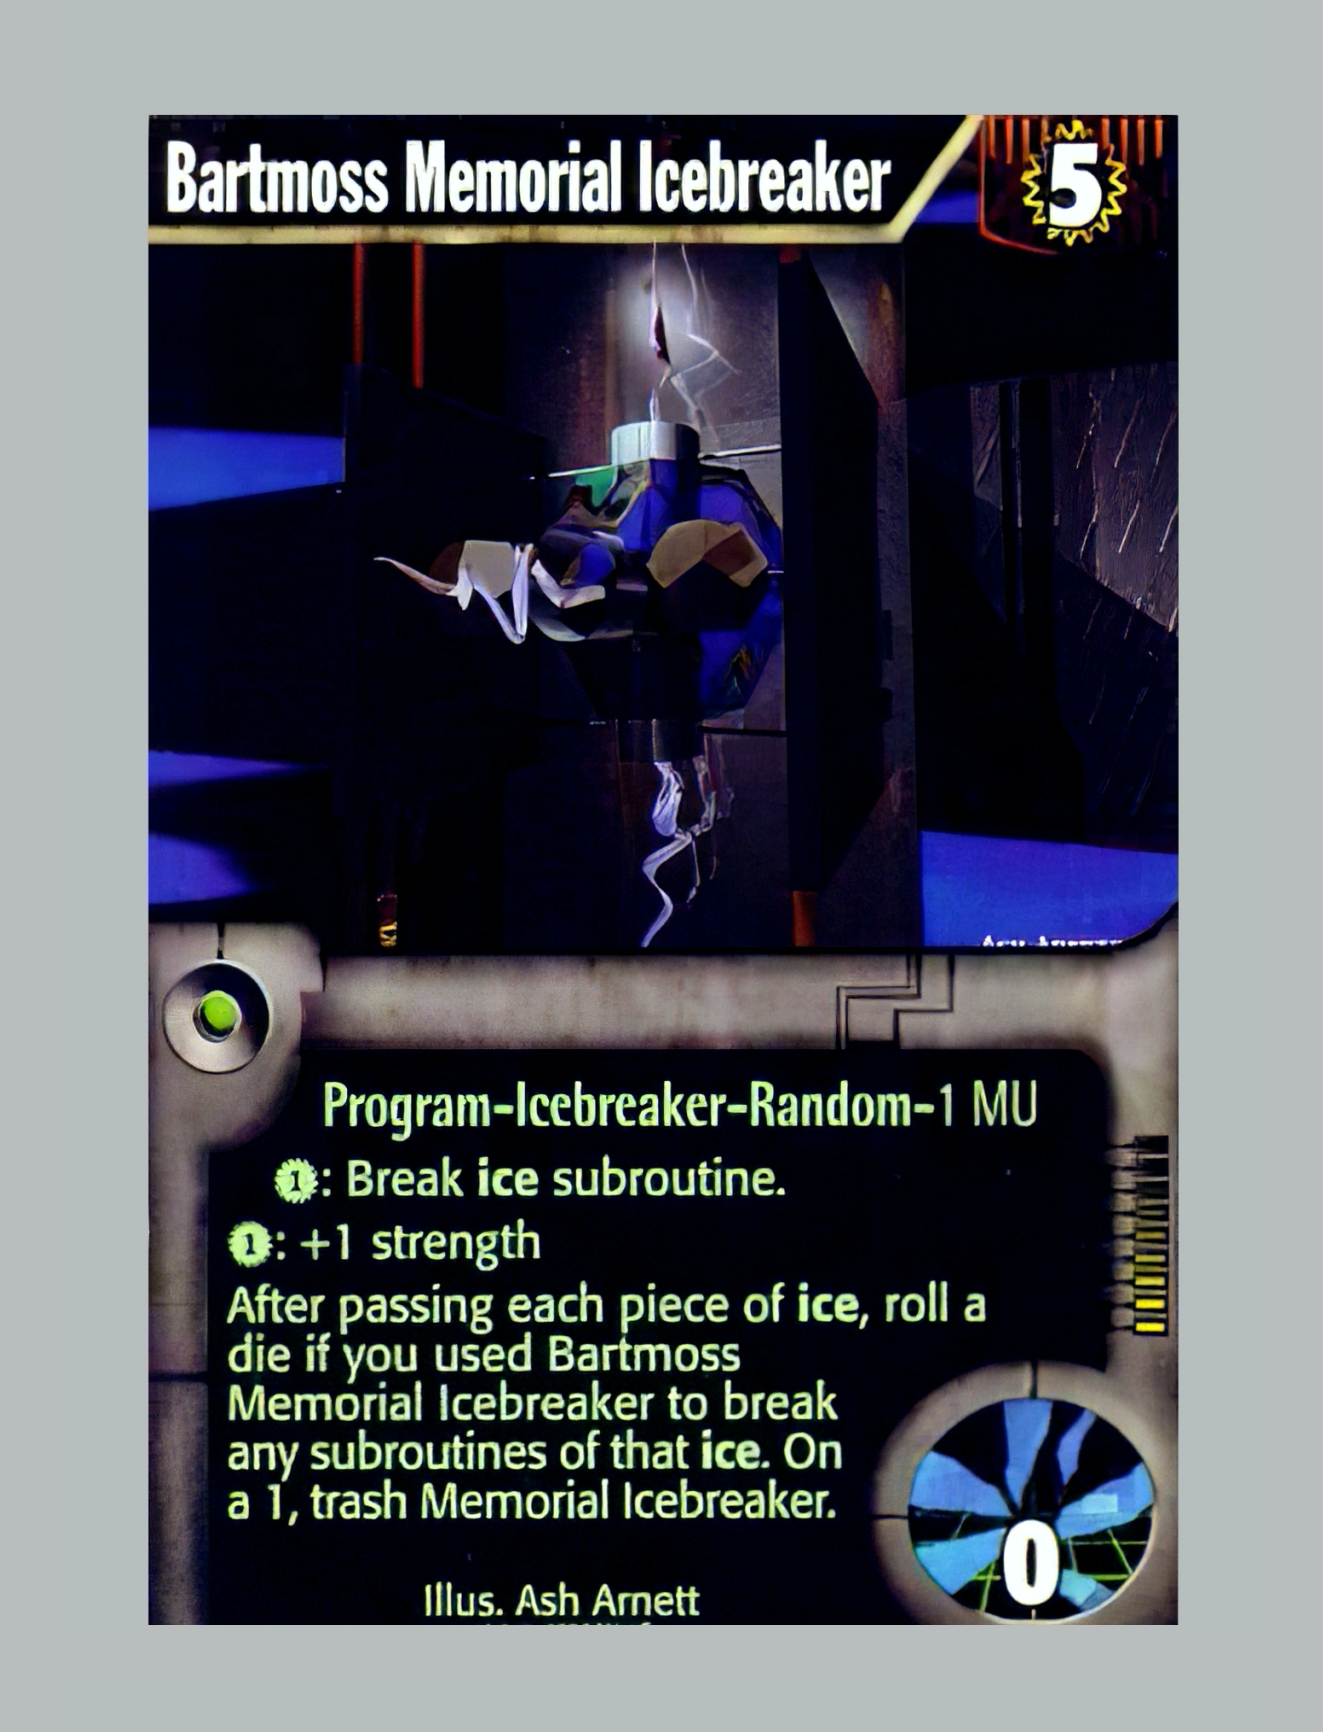 Bartmoss Memorial Icebreaker
5
Program-Icebreaker-Random-1 MU
1: Break ice subroutine.
1: +1 strength
After passing each piece of ice, roll a
die if you used Bartmoss
Memorial Icebreaker to break
any subroutines of that ice. On
a 1, trash Memorial Icebreaker.
0
Illus. Ash Arnett